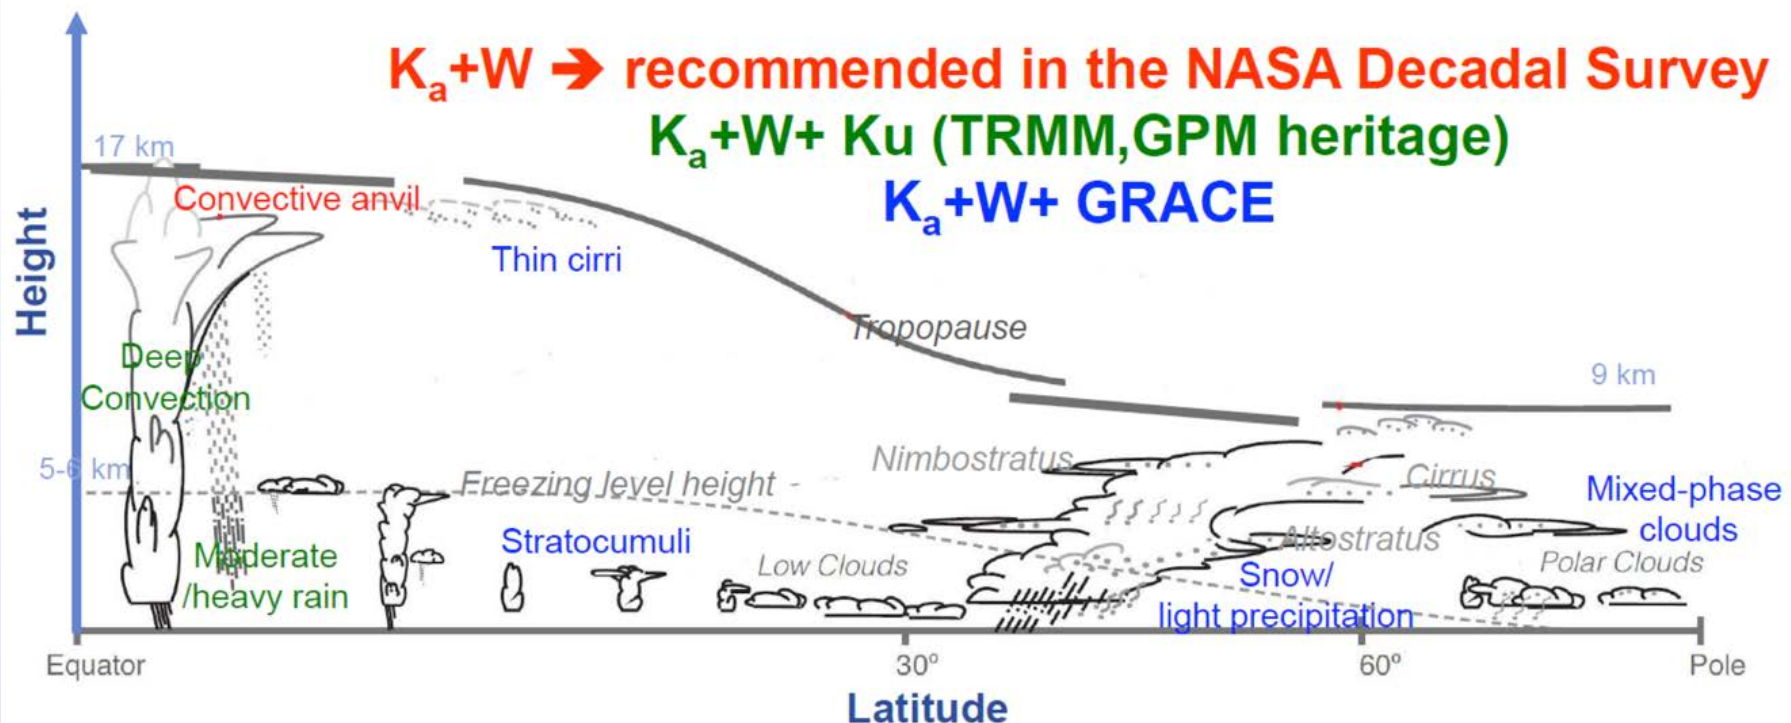 Kₐ+W ➔ recommended in the NASA Decadal Survey
Kₐ+W+ Ku (TRMM,GPM heritage)
Kₐ+W+ GRACE
17 km
Convective anvil
Thin cirri
Height
Tropopause
Deep
Convection
9 km
5-6 km
Freezing level height
Nimbostratus
Cirrus
Mixed-phase
clouds
Stratocumuli
Altostratus
Moderate
/heavy rain
Low Clouds
Polar Clouds
Snow/
light precipitation
Equator
30º
60º
Pole
Latitude